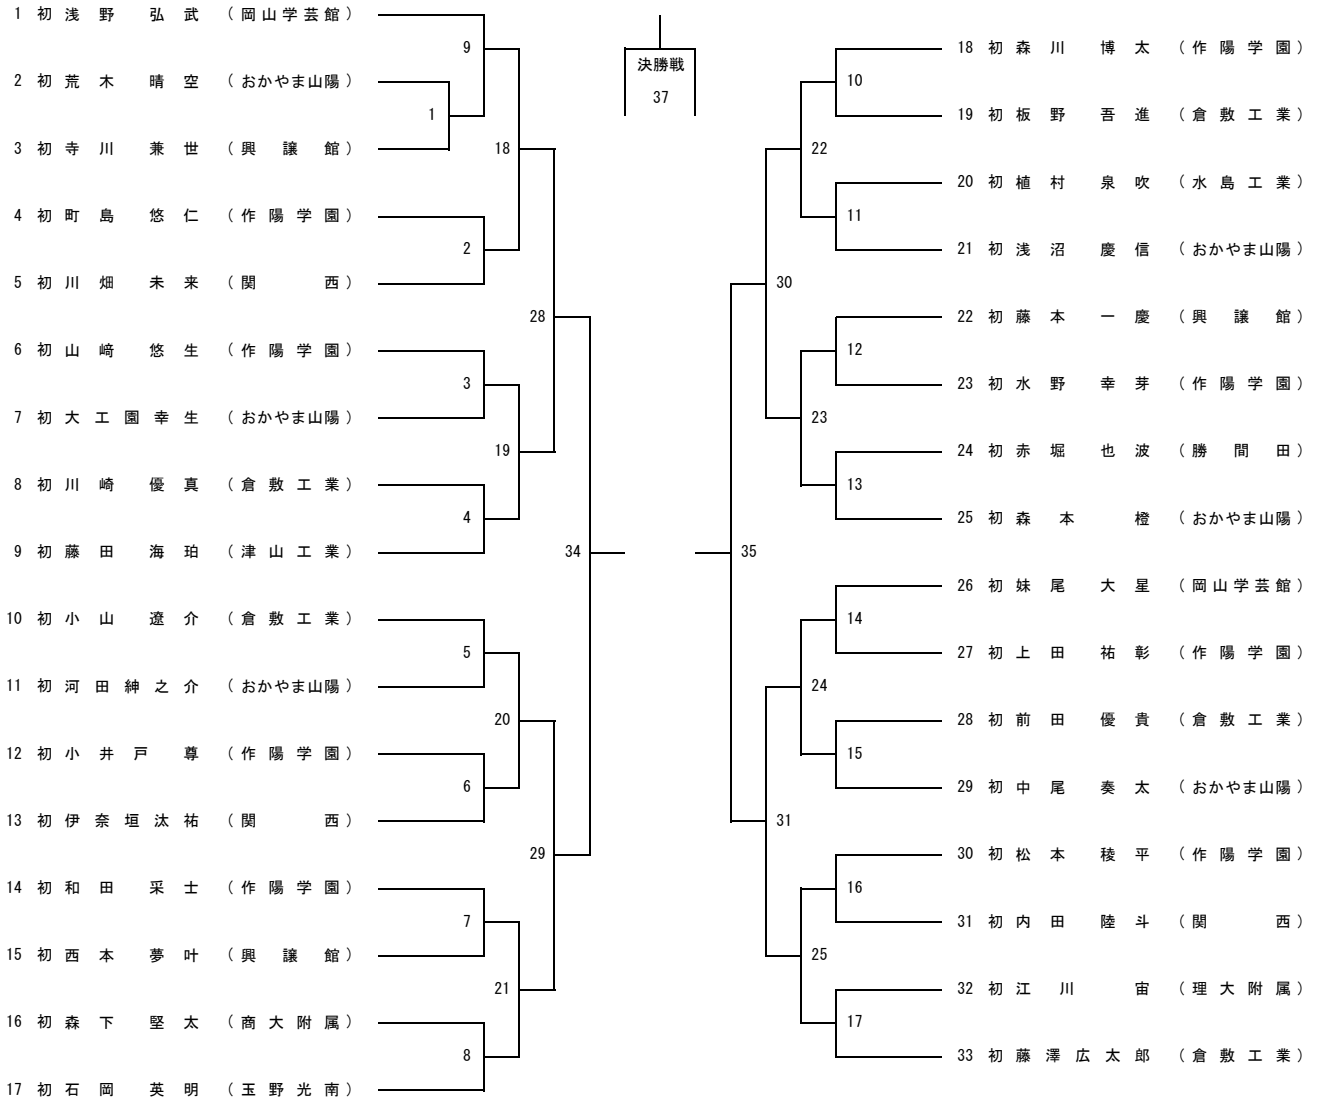 1 初 浅野 弘武 （岡山学芸館）
9
2 初 荒木 晴空 （おかやま山陽）
1
3 初 寺川 兼世 （興譲館）
18
4 初 町島 悠仁 （作陽学園）
2
5 初 川畑 未来 （関西）
28
6 初 山﨑 悠生 （作陽学園）
3
7 初 大工園幸生 （おかやま山陽）
19
8 初 川崎 優真 （倉敷工業）
4
9 初 藤田 海珀 （津山工業）
34
10 初 小山 遼介 （倉敷工業）
5
11 初 河田紳之介 （おかやま山陽）
20
12 初 小井戸 尊 （作陽学園）
6
13 初 伊奈垣汰祐 （関西）
29
14 初 和田 采士 （作陽学園）
7
15 初 西本 夢叶 （興譲館）
21
16 初 森下 堅太 （商大附属）
8
17 初 石岡 英明 （玉野光南）
決勝戦
37
18 初 森川 博太 （作陽学園）
10
19 初 板野 吾進 （倉敷工業）
22
20 初 植村 泉吹 （水島工業）
11
21 初 浅沼 慶信 （おかやま山陽）
30
22 初 藤本 一慶 （興譲館）
12
23 初 水野 幸芽 （作陽学園）
23
24 初 赤堀 也波 （勝間田）
13
25 初 森本 橙 （おかやま山陽）
35
26 初 妹尾 大星 （岡山学芸館）
14
27 初 上田 祐彰 （作陽学園）
24
28 初 前田 優貴 （倉敷工業）
15
29 初 中尾 奏太 （おかやま山陽）
31
30 初 松本 稜平 （作陽学園）
16
31 初 内田 陸斗 （関西）
25
32 初 江川 宙 （理大附属）
17
33 初 藤澤広太郎 （倉敷工業）